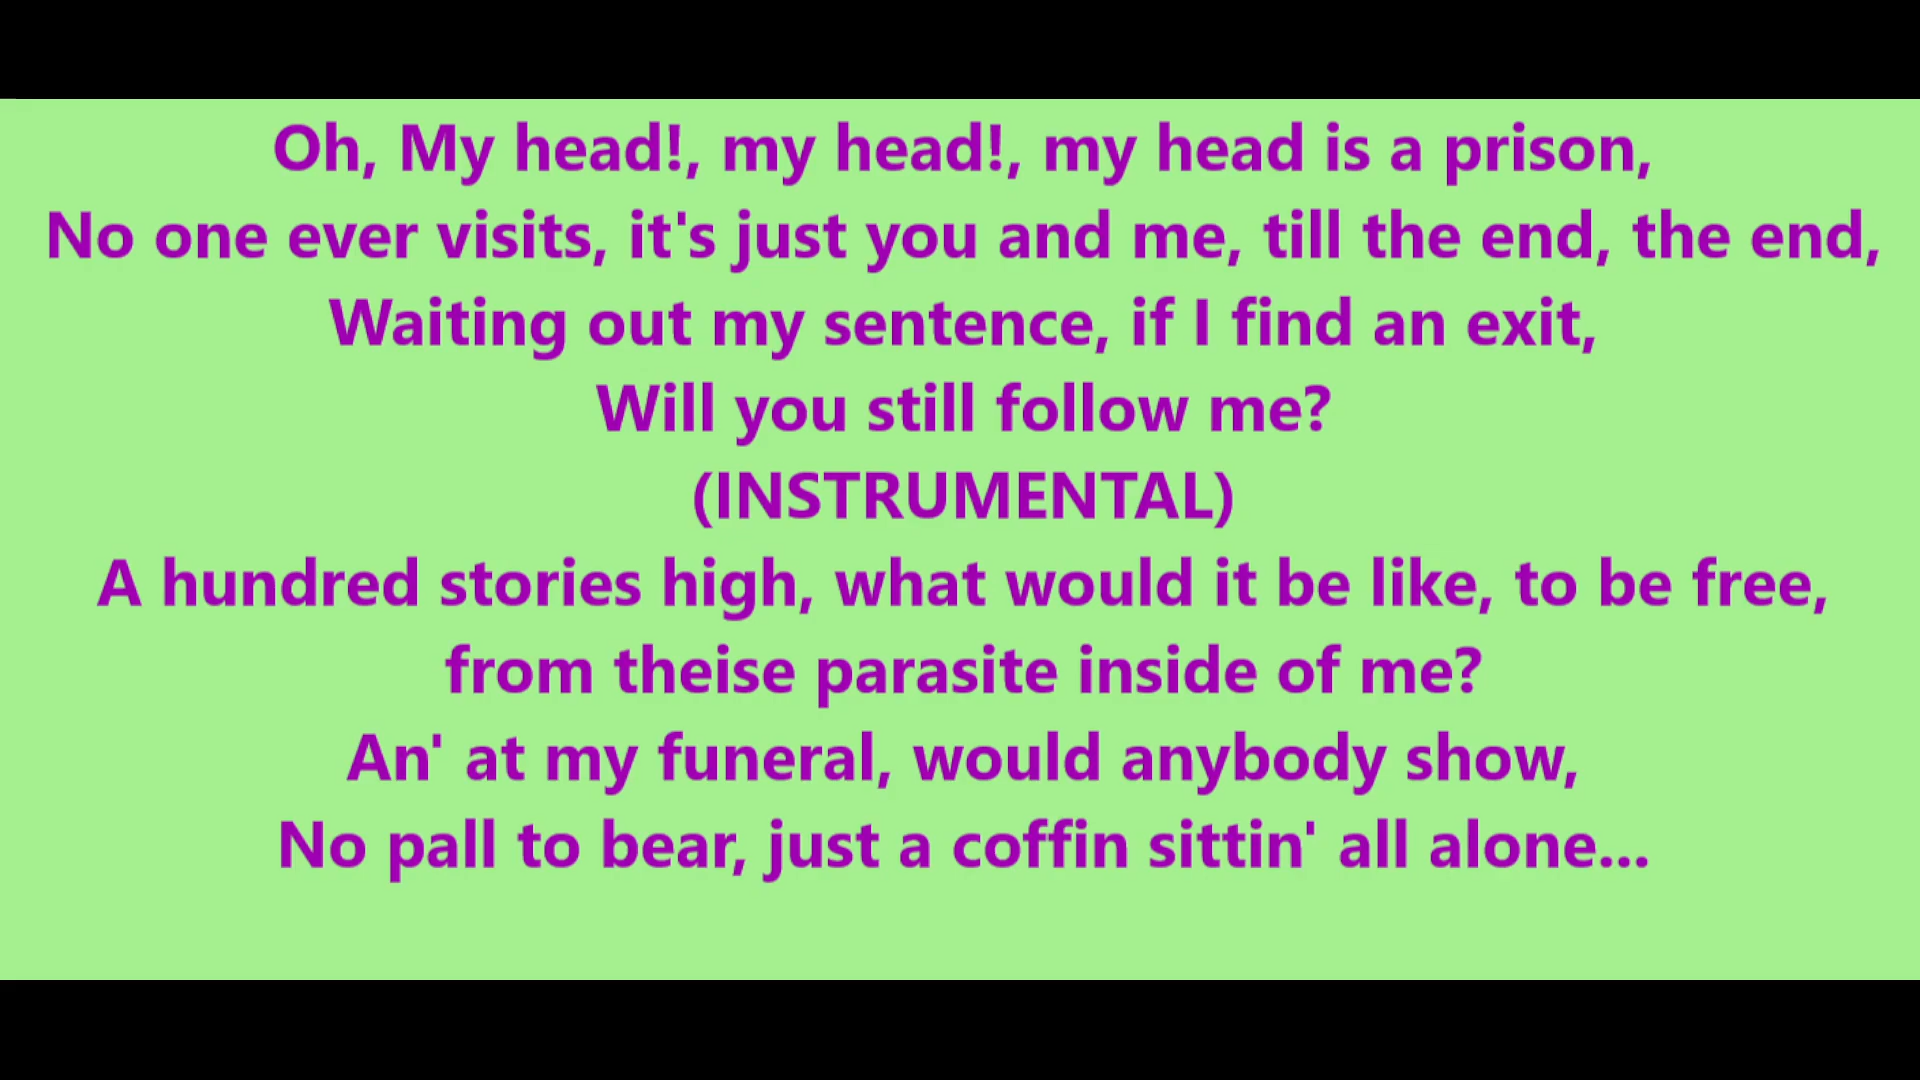 Oh, My head!, my head!, my head is a prison,
No one ever visits, it's just you and me, till the end, the end,
Waiting out my sentence, if I find an exit,
Will you still follow me?
(INSTRUMENTAL)
A hundred stories high, what would it be like, to be free,
from theise parasite inside of me?
An' at my funeral, would anybody show,
No pall to bear, just a coffin sittin' all alone...